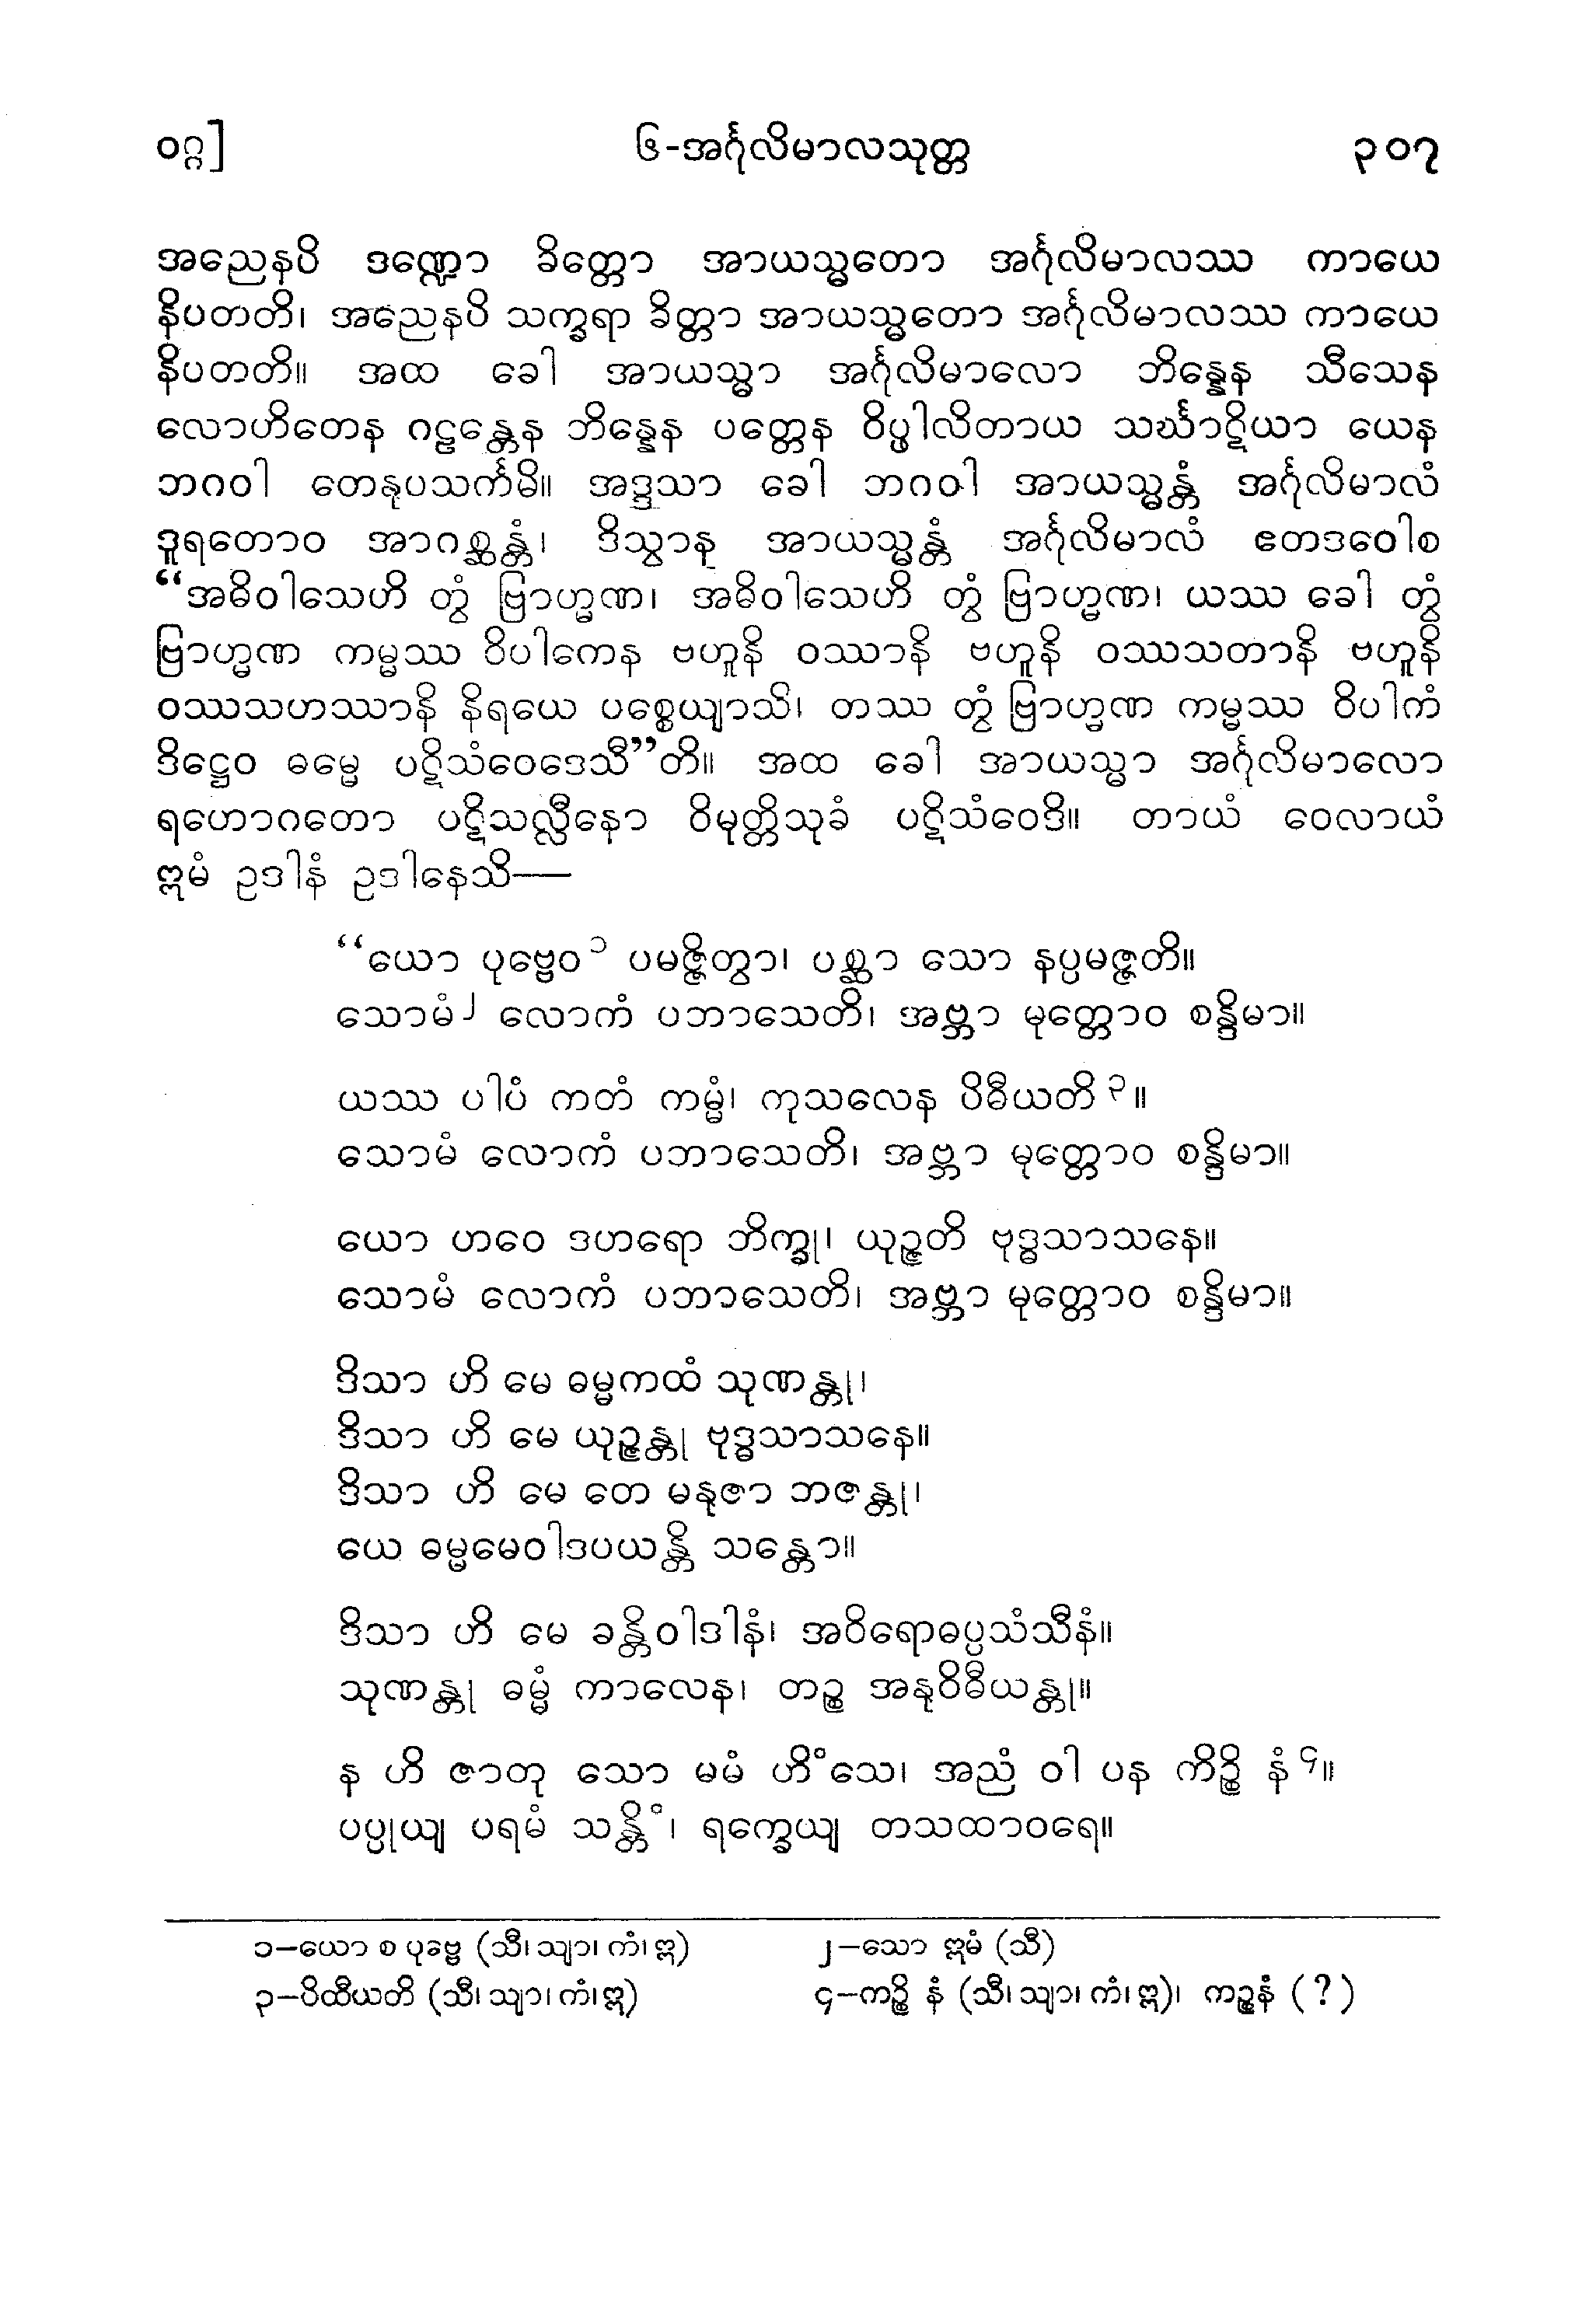 ဝဂ္ဂ] ၆-အင်္ဂုလိမာလသုတ္တ ၃၀၇
အညေနပိ ဒဏ္ဍော ခိတ္တော အာယသ္မတော အင်္ဂုလိမာလဿ ကာယေ
နိပတတိ၊ အညေနပိ သက္ခရာ ခိတ္တာ အာယသ္မတော အင်္ဂုလိမာလဿ ကာယေ
နိပတတိ။ အထ ခေါ အာယသ္မာ အင်္ဂုလိမာလော ဘိန္နေန သီသေန
လောဟိတေန ဂဠန္တေန ဘိန္နေန ပတ္တေန ဝိပ္ဖါလိတာယ သင်္ဃာဋိယာ ယေန
ဘဂဝါ တေနုပသင်္ကမိ။ အဒ္ဒသာ ခေါ ဘဂဝါ အာယသ္မန္တံ အင်္ဂုလိမာလံ
ဒူရတောဝ အာဂစ္ဆန္တံ၊ ဒိသွာန အာယသ္မန္တံ အင်္ဂုလိမာလံ ဧတဒဝေါစ
“အဓိဝါသေဟိ တွံ ဗြာဟ္မဏ၊ အဓိဝါသေဟိ တွံ ဗြာဟ္မဏ၊ ယဿ ခေါ တွံ
ဗြာဟ္မဏ ကမ္မဿ ဝိပါကေန ဗဟူနိ ဝဿာနိ ဗဟူနိ ဝဿသတာနိ ဗဟူနိ
ဝဿသဟဿာနိ နိရယေ ပစ္စေယျာသိ၊ တဿ တွံ ဗြာဟ္မဏ ကမ္မဿ ဝိပါကံ
ဒိဋ္ဌေဝ ဓမ္မေ ပဋိသံဝေဒေသီ”တိ။ အထ ခေါ အာယသ္မာ အင်္ဂုလိမာလော
ရဟောဂတော ပဋိသလ္လီနော ဝိမုတ္တိသုခံ ပဋိသံဝေဒိ။ တာယံ ဝေလာယံ
ဣမံ ဥဒါနံ ဥဒါနေသိ—
“ယော ပုဗ္ဗေဝ၁ ပမဇ္ဇိတွာ၊ ပစ္ဆာ သော နပ္ပမဇ္ဇတိ။
သောမံ၂ လောကံ ပဘာသေတိ၊ အဗ္ဘာ မုတ္တောဝ စန္ဒိမာ။
ယဿ ပါပံ ကတံ ကမ္မံ၊ ကုသလေန ပိဓီယတိ၃။
သောမံ လောကံ ပဘာသေတိ၊ အဗ္ဘာ မုတ္တောဝ စန္ဒိမာ။
ယော ဟဝေ ဒဟရော ဘိက္ခု၊ ယုဉ္ဇတိ ဗုဒ္ဓသာသနေ။
သောမံ လောကံ ပဘာသေတိ၊ အဗ္ဘာ မုတ္တောဝ စန္ဒိမာ။
ဒိသာ ဟိ မေ ဓမ္မကထံ သုဏန္တု၊
ဒိသာ ဟိ မေ ယုဉ္ဇန္တု ဗုဒ္ဓသာသနေ။
ဒိသာ ဟိ မေ တေ မနုဇာ ဘဇန္တု၊
ယေ ဓမ္မမေဝါဒပယန္တိ သန္တော။
ဒိသာ ဟိ မေ ခန္တိဝါဒါနံ၊ အဝိရောဓပ္ပသံသီနံ။
သုဏန္တု ဓမ္မံ ကာလေန၊ တဉ္စ အနုဝိဓီယန္တု။
န ဟိ ဇာတု သော မမံ ဟိံသေ၊ အညံ ဝါ ပန ကိဉ္စိ နံ၄။
ပပ္ပုယျ ပရမံ သန္တိံ၊ ရက္ခေယျ တသထာဝရေ။
၁–ယော စ ပုဗ္ဗေ (သီ၊ သျာ၊ ကံ၊ ဣ) ၂–သော ဣမံ (သီ)
၃–ပိထီယတိ (သီ၊ သျာ၊ ကံ၊ ဣ) ၄–ကဉ္စိ နံ (သီ၊ သျာ၊ ကံ၊ ဣ)၊ ကဉ္စနံ (?)